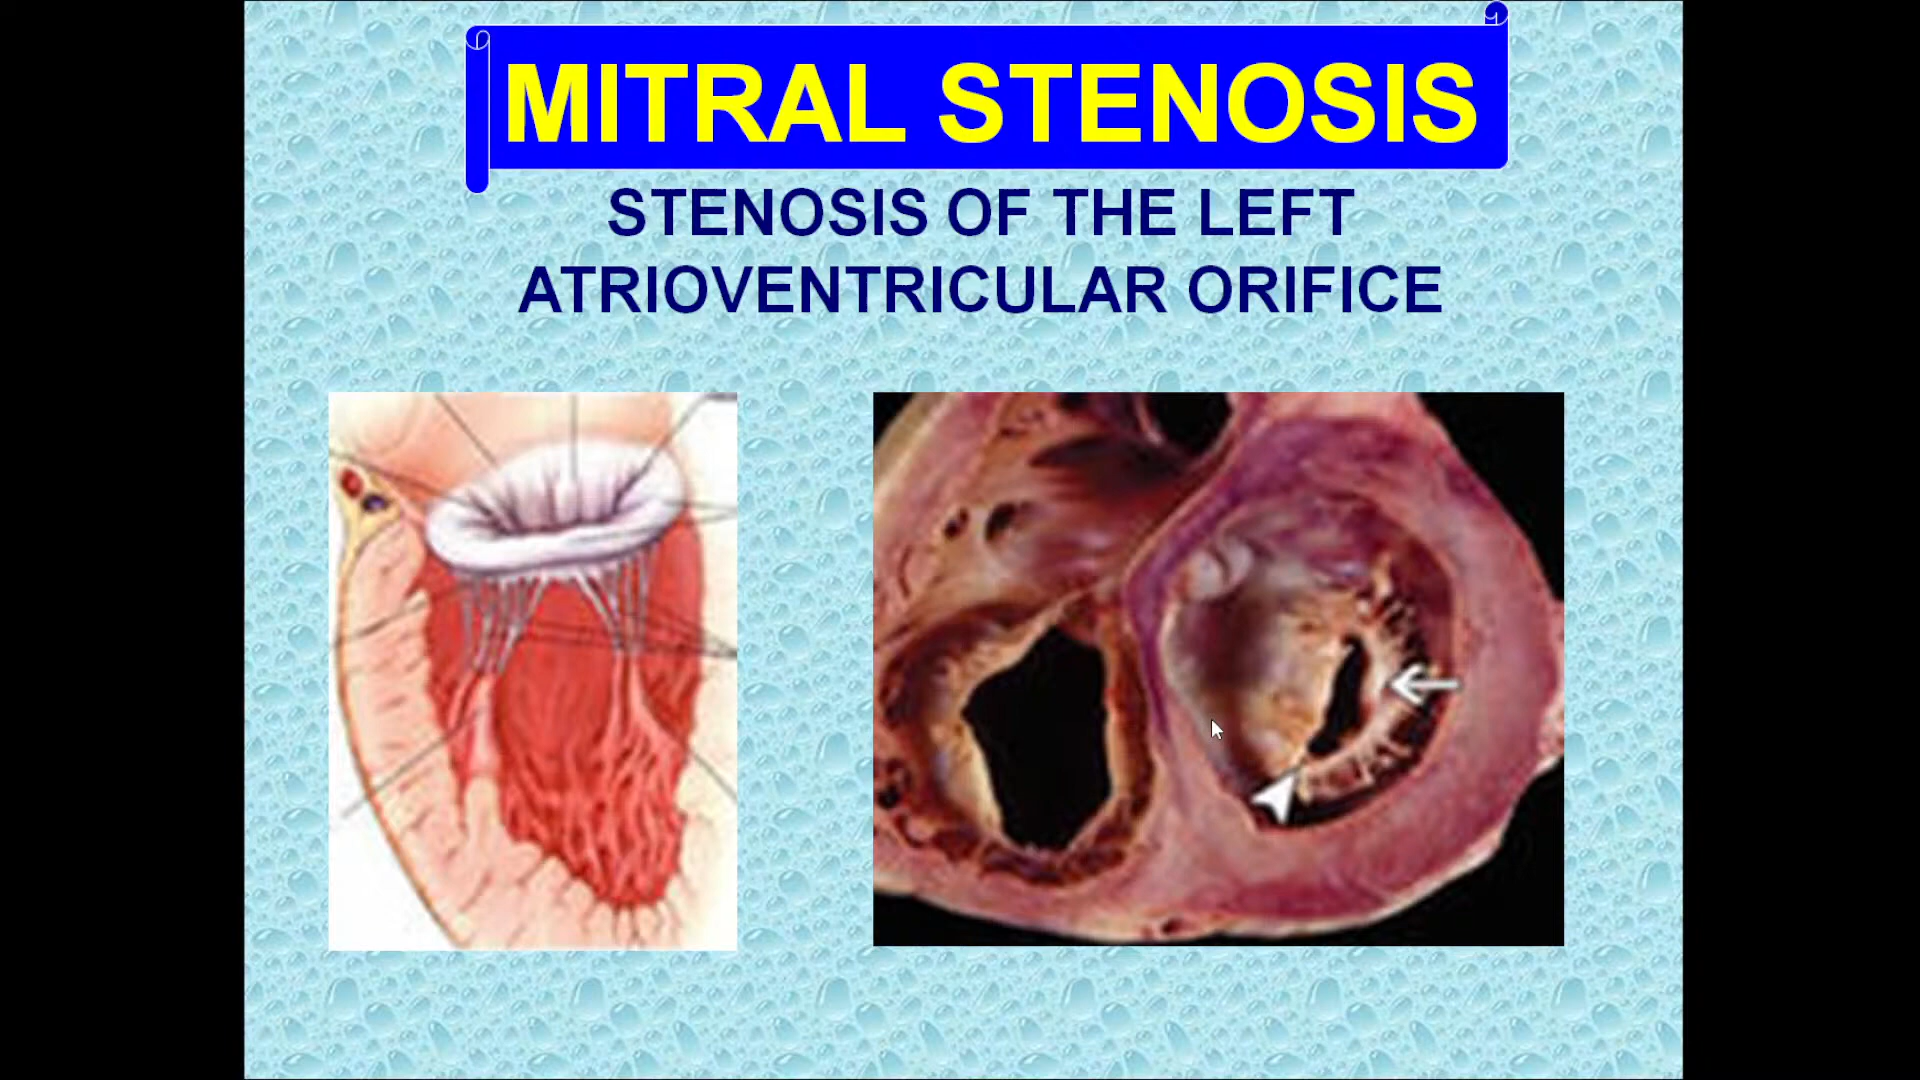 MITRAL STENOSIS
STENOSIS OF THE LEFT
ATRIOVENTRICULAR ORIFICE